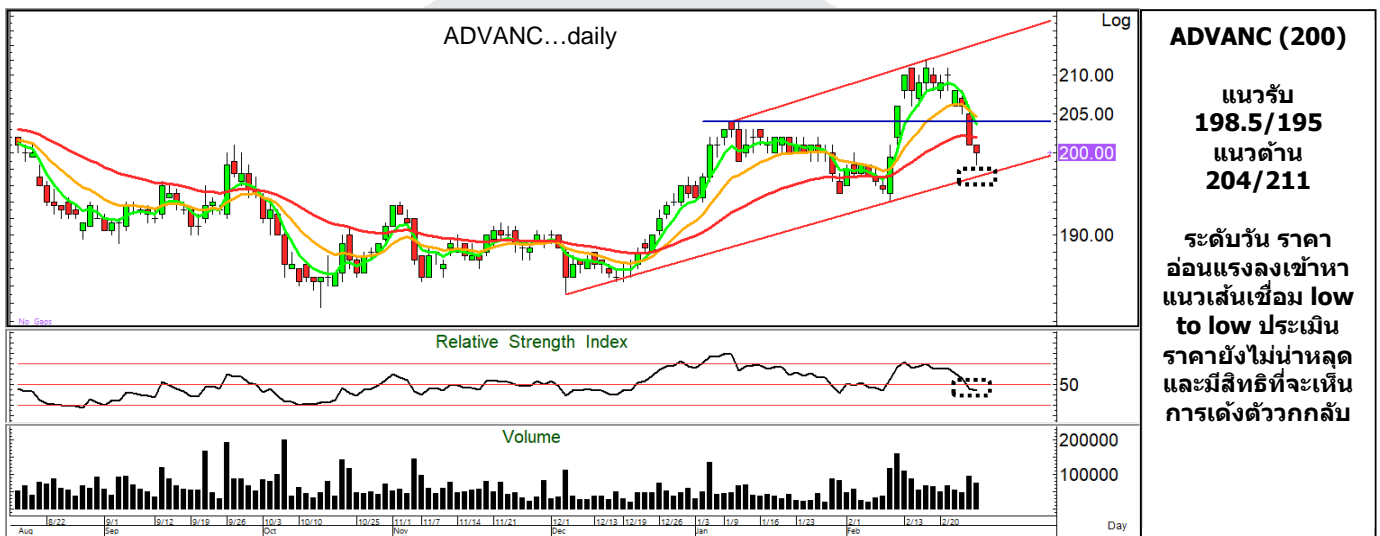 ADVANC...daily
Log
210.00
205.00
200.00
190.00
No Gaps
Relative Strength Index
50
Volume
200000
100000
8/22 9/1 9/12 9/19 9/26 10/3 10/10 10/25 11/1 11/7 11/14 11/21 12/1 12/13 12/19 12/26 1/3 1/9 1/16 1/23 2/1 2/13 2/20
Aug Sep Oct Nov Dec Jan Feb
Day
ADVANC (200)
แนวรับ
198.5/195
แนวต้าน
204/211
ระดับวัน ราคา
อ่อนแรงลงเข้าหา
แนวเส้นเชื่อม low
to low ประเมิน
ราคายังไม่น่าหลุด
และมีสิทธิที่จะเห็น
การเด้งตัววกกลับ